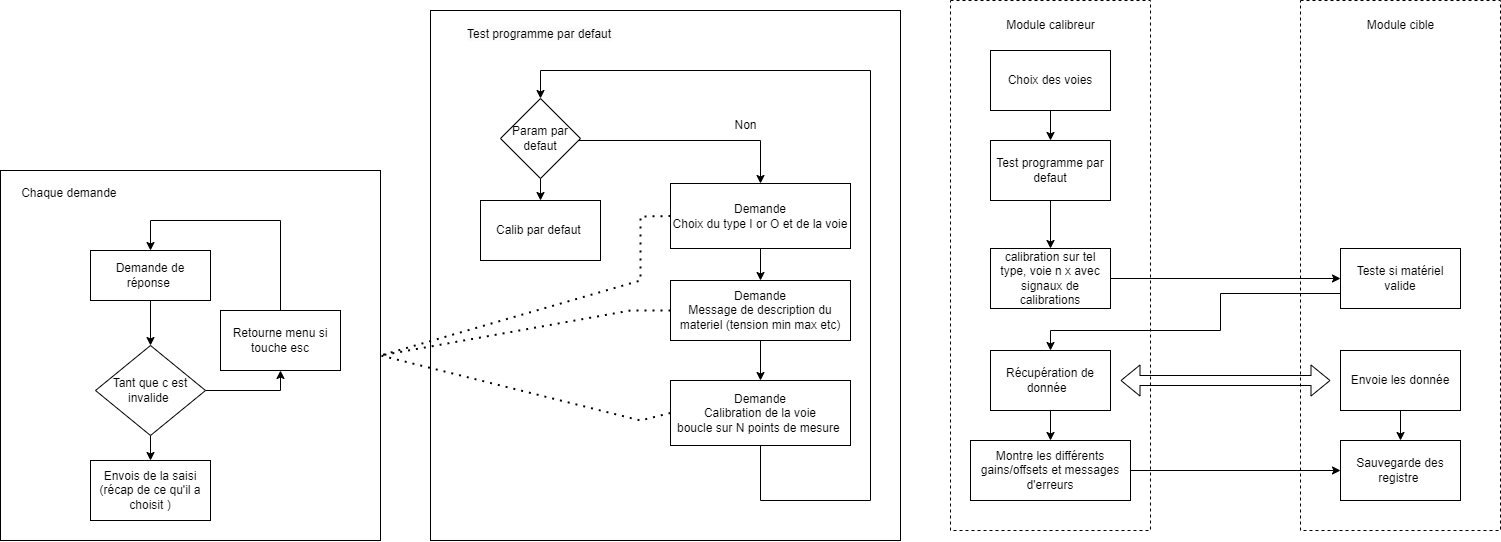 Chaque demande
Demande de
réponse
Retourne menu si
touche esc
Tant que c est
invalide
Envois de la saisi
(récap de ce qu'il a
choisit )
Test programme par defaut
Param par
defaut
Non
Calib par defaut
Demande
Choix du type I or O et de la voie
Demande
Message de description du
materiel (tension min max etc)
Demande
Calibration de la voie
boucle sur N points de mesure
Module calibreur
Choix des voies
Test programme par
defaut
calibration sur tel
type, voie n x avec
signaux de
calibrations
Récupération de
donnée
Montre les différents
gains/offsets et messages
d'erreurs
Module cible
Teste si matériel
valide
Envoie les donnée
Sauvegarde des
registre